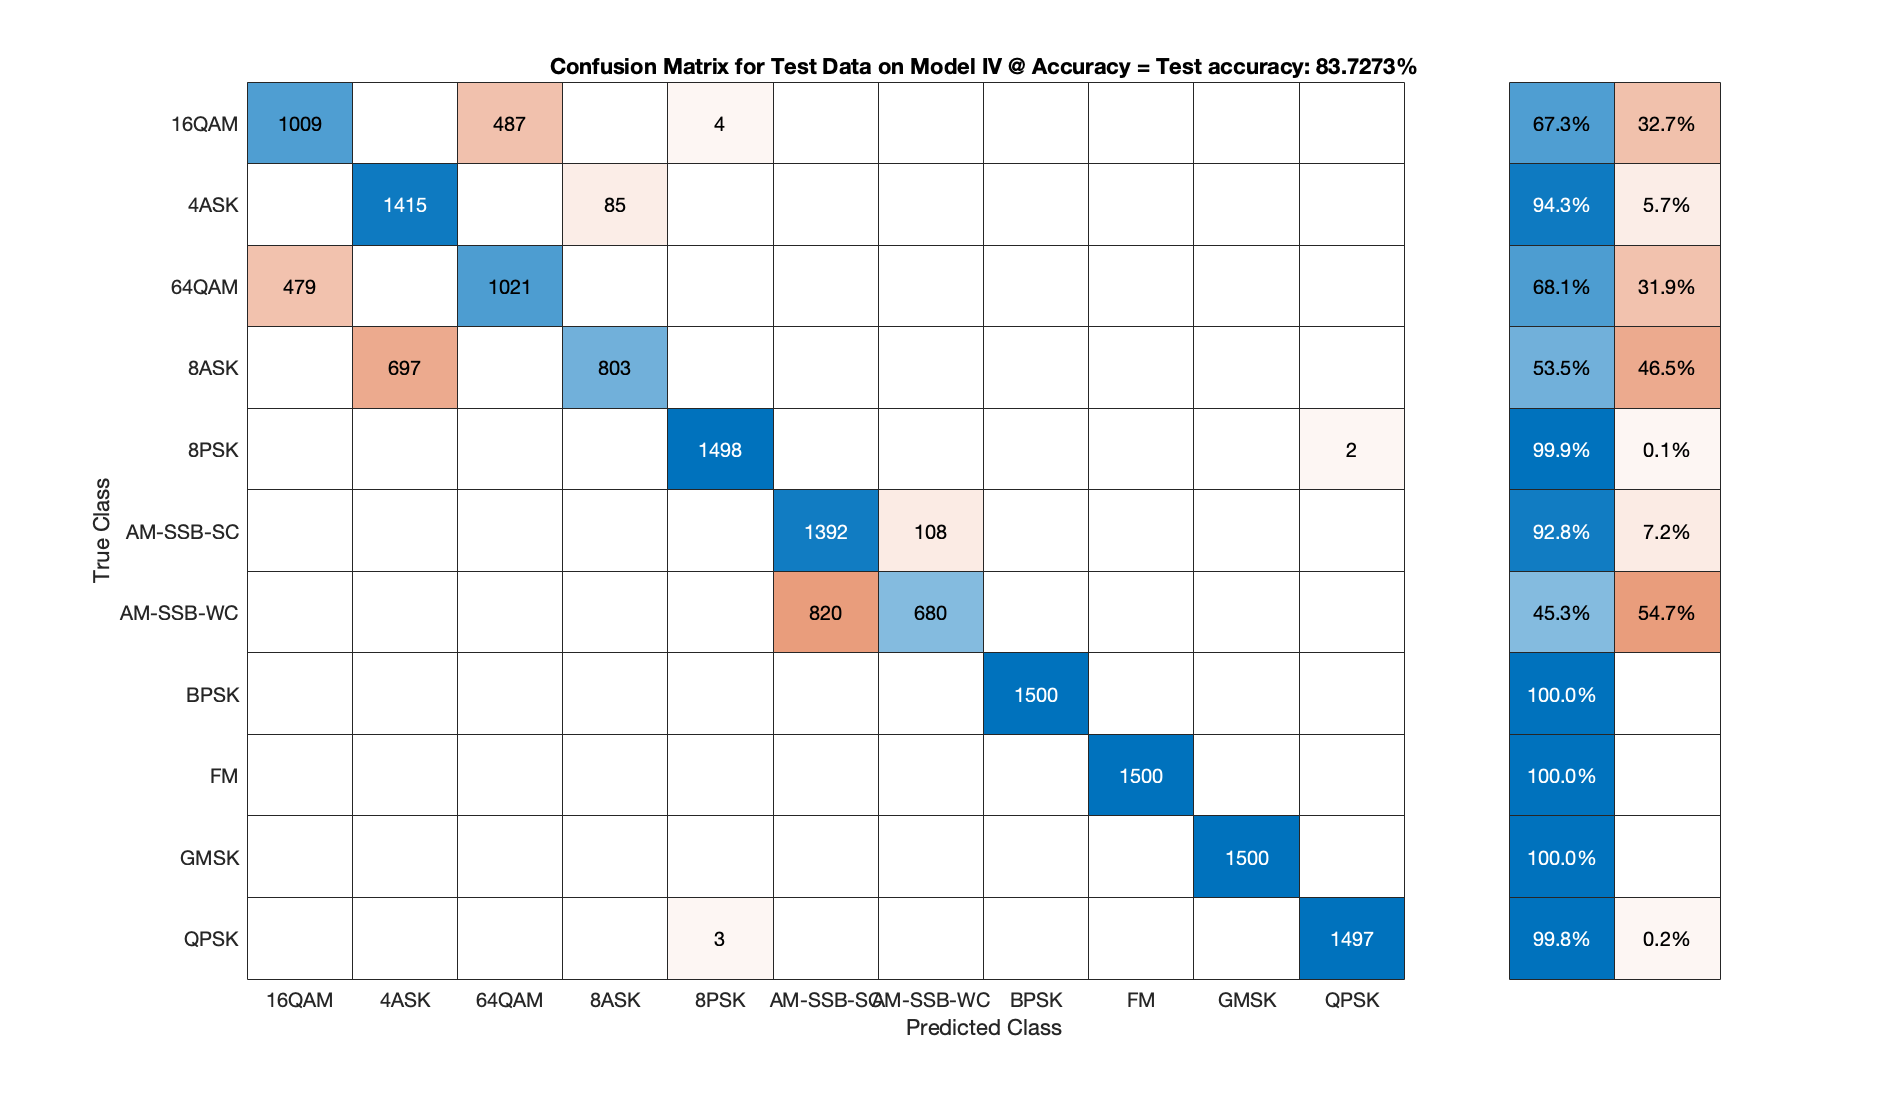 Confusion Matrix for Test Data on Model IV @ Accuracy = Test accuracy: 83.7273%
16QAM 1009 487 4 67.3% 32.7%
4ASK 1415 85 94.3% 5.7%
64QAM 479 1021 68.1% 31.9%
8ASK 697 803 53.5% 46.5%
8PSK 1498 2 99.9% 0.1%
AM-SSB-SC 1392 108 92.8% 7.2%
AM-SSB-WC 820 680 45.3% 54.7%
BPSK 1500 100.0%
FM 1500 100.0%
GMSK 1500 100.0%
QPSK 3 1497 99.8% 0.2%
True Class
16QAM 4ASK 64QAM 8ASK 8PSK AM-SSB-SC AM-SSB-WC BPSK FM GMSK QPSK
Predicted Class